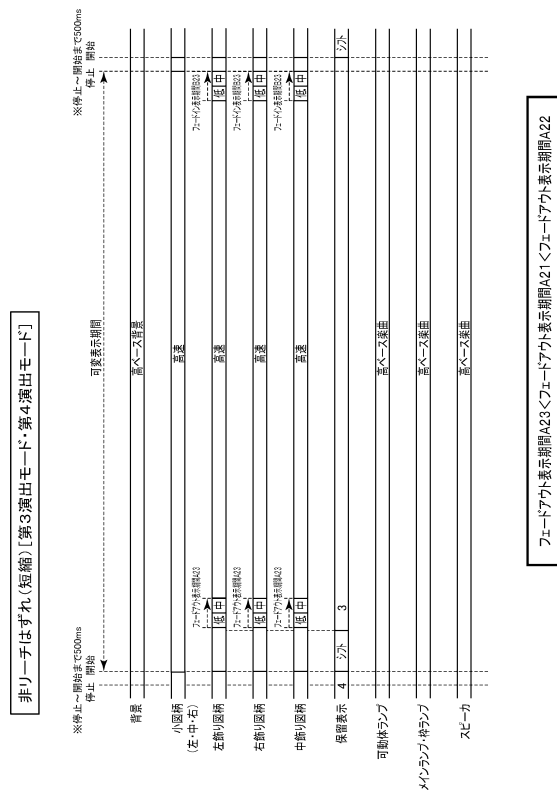 非リーチはずれ(短縮)[第3演出モード・第4演出モード]
※停止～開始まで500ms
停止 開始
可変表示期間
※停止～開始まで500ms
停止 開始
背景
高ベース背景
小図柄
(左・中・右)
高速
左飾り図柄
フェードアウト表示期間A23
低 中
高速
フェードイン表示期間B23
低 中
右飾り図柄
フェードアウト表示期間A23
低 中
高速
フェードイン表示期間B23
低 中
中飾り図柄
フェードアウト表示期間A23
低 中
高速
フェードイン表示期間B23
低 中
保留表示
4 シフト 3 シフト
可動体ランプ
高ベース楽曲
メインランプ・枠ランプ
高ベース楽曲
スピーカ
高ベース楽曲
フェードアウト表示期間A23<フェードアウト表示期間A21<フェードアウト表示期間A22